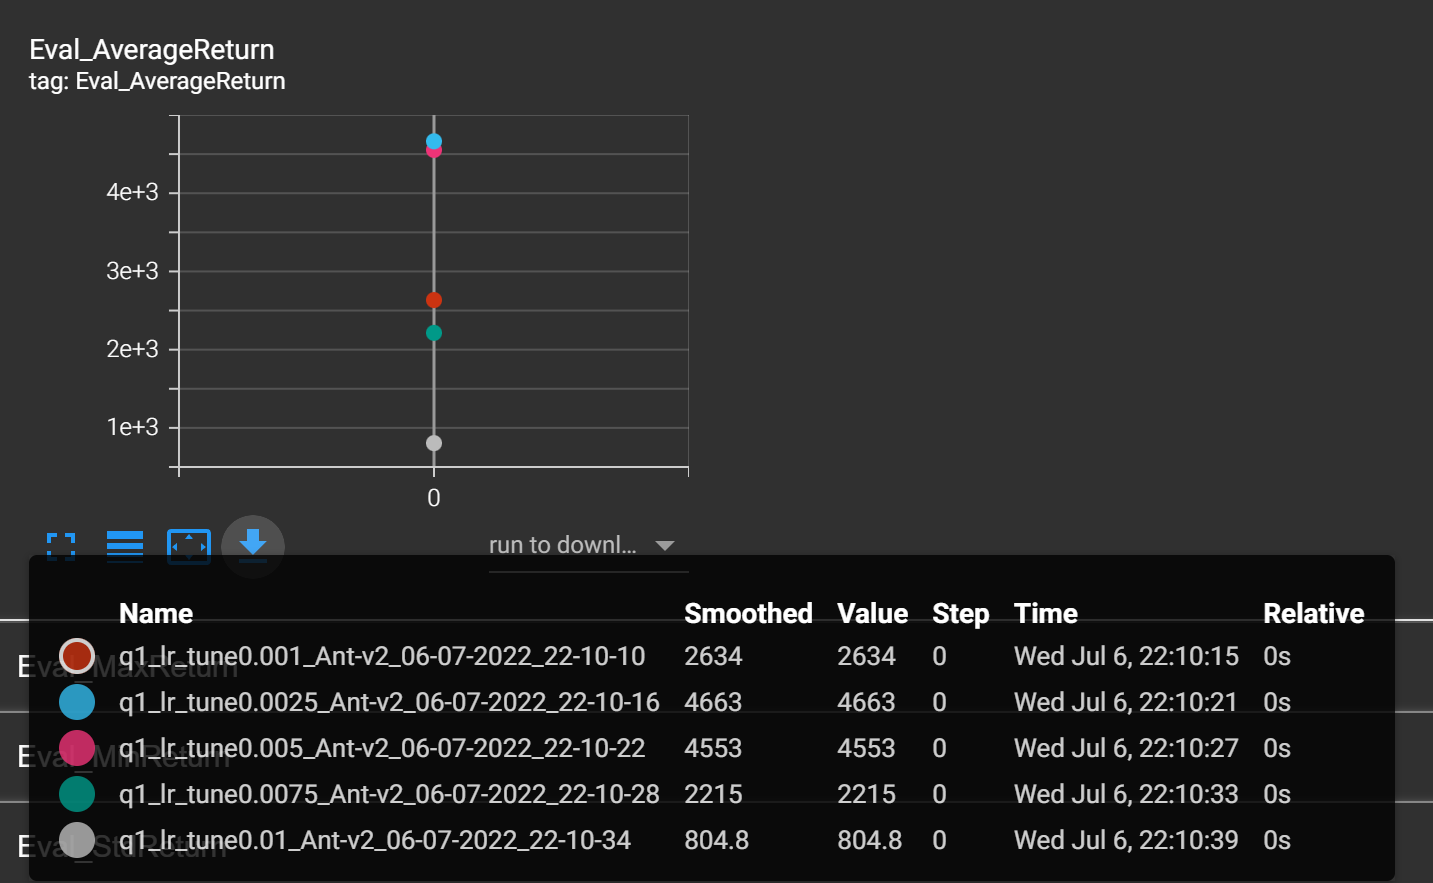 Eval_AverageReturn
tag: Eval_AverageReturn
4e+3
3e+3
2e+3
1e+3
0
run to downl...
Name Smoothed Value Step Time Relative
q1_lr_tune0.001_Ant-v2_06-07-2022_22-10-10 2634 2634 0 Wed Jul 6, 22:10:15 0s
Eval_MaxReturn
q1_lr_tune0.0025_Ant-v2_06-07-2022_22-10-16 4663 4663 0 Wed Jul 6, 22:10:21 0s
q1_lr_tune0.005_Ant-v2_06-07-2022_22-10-22 4553 4553 0 Wed Jul 6, 22:10:27 0s
Eval_MinReturn
q1_lr_tune0.0075_Ant-v2_06-07-2022_22-10-28 2215 2215 0 Wed Jul 6, 22:10:33 0s
q1_lr_tune0.01_Ant-v2_06-07-2022_22-10-34 804.8 804.8 0 Wed Jul 6, 22:10:39 0s
Eval_StdReturn